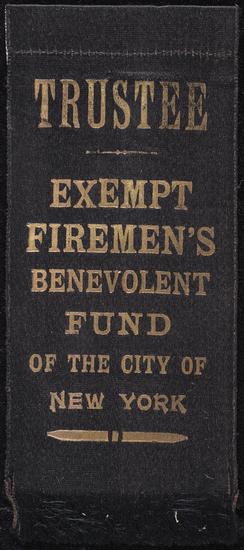 TRUSTEE
EXEMPT
FIREMEN'S
BENEVOLENT
FUND
OF THE CITY OF
NEW YORK